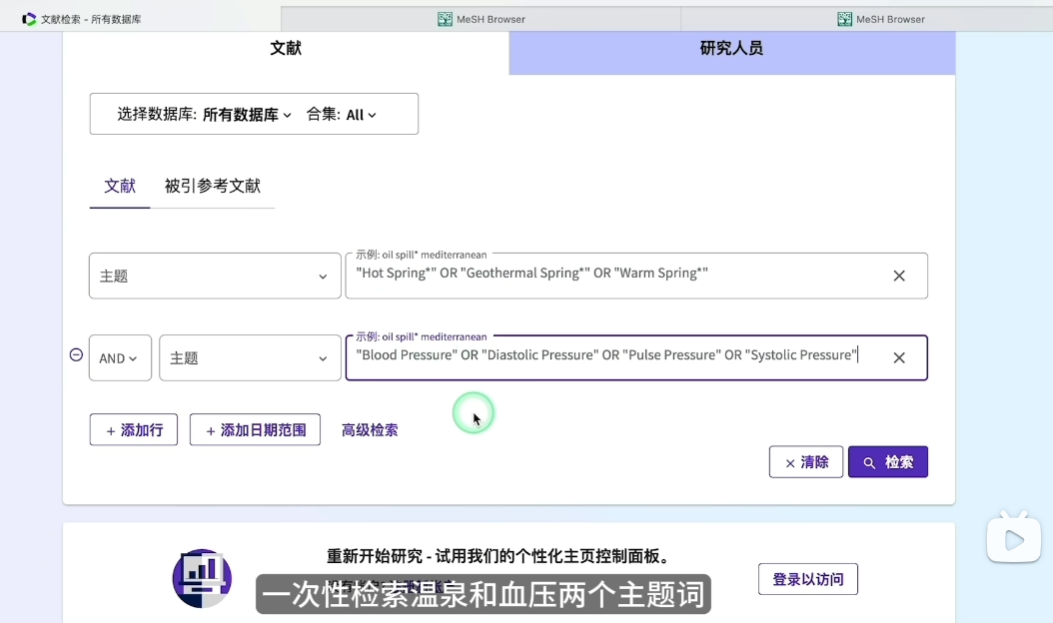 文献检索 - 所有数据库
MeSH Browser
MeSH Browser
文献
研究人员
选择数据库: 所有数据库 合集: All
文献 被引参考文献
主题
示例: oil spill* mediterranean
"Hot Spring*" OR "Geothermal Spring*" OR "Warm Spring*"
AND
主题
示例: oil spill* mediterranean
"Blood Pressure" OR "Diastolic Pressure" OR "Pulse Pressure" OR "Systolic Pressure"
+ 添加行
+ 添加日期范围
高级检索
× 清除
检索
重新开始研究 - 试用我们的个性化主页控制面板。
登录以访问
一次性检索温泉和血压两个主题词